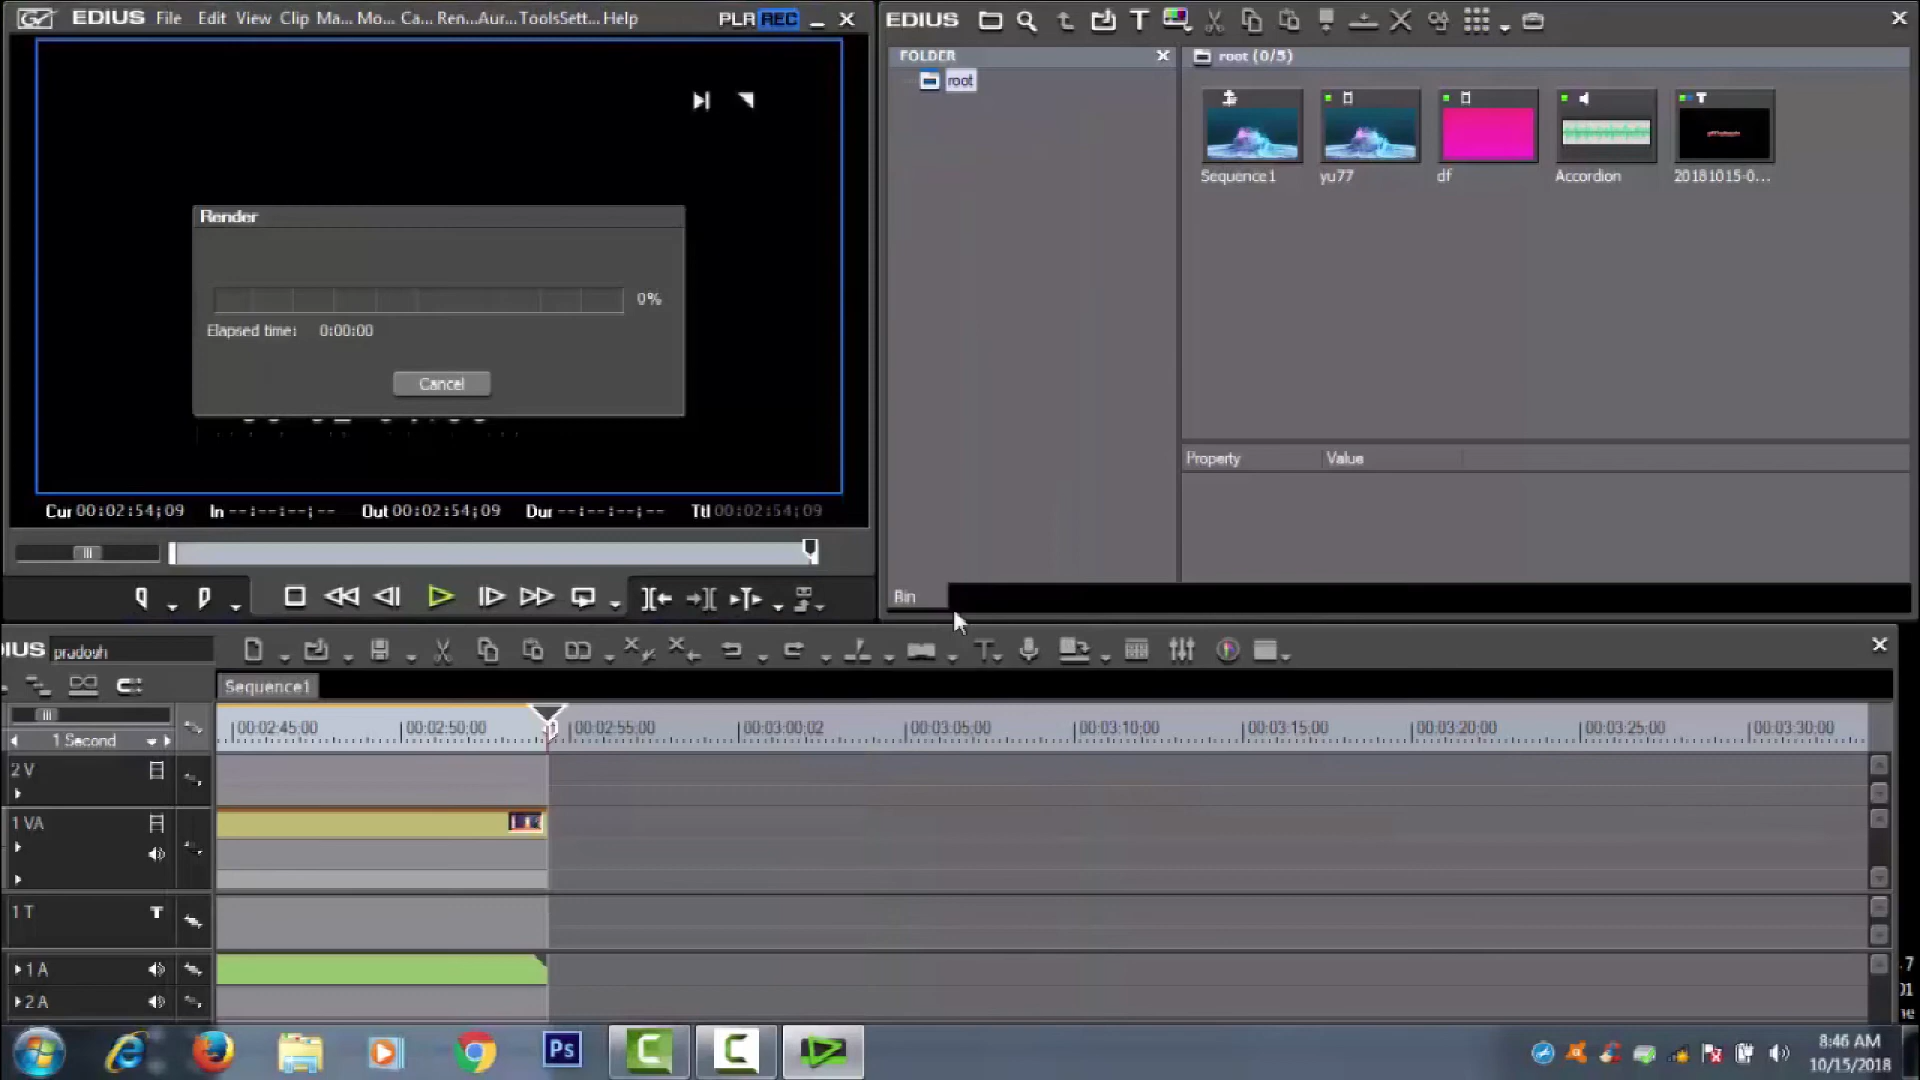 EDIUS File Edit View Clip Ma... Mo... Ca... Ren...Aur...ToolsSett... Help PLR REC
Render
0%
Elapsed time: 0:00:00
Cancel
Cur 00:02:54;09 In --:--:--;-- Out 00:02:54;09 Dur --:--:--;-- Ttl 00:02:54;09
EDIUS
FOLDER
root
root (0/5)
Sequence1 yu77 df Accordion 20181015-0...
Property Value
Bin
DIUS pradosh
Sequence1
1 Second
00:02:45;00 00:02:50;00 00:02:55;00 00:03:00;02 00:03:05;00 00:03:10;00 00:03:15;00 00:03:20;00 00:03:25;00 00:03:30;00
2 V
1 VA
1 T T
1 A
2 A
Ps
8:46 AM
10/15/2018